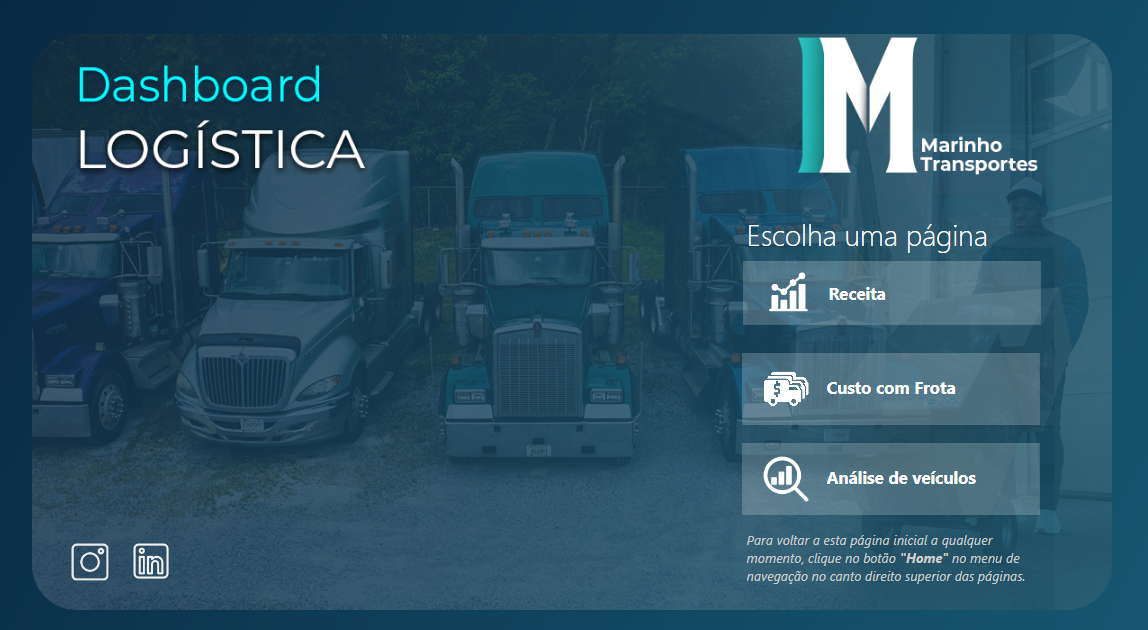 Dashboard
LOGÍSTICA
M
Marinho
Transportes
Escolha uma página
Receita
Custo com Frota
Análise de veículos
Para voltar a esta página inicial a qualquer
momento, clique no botão "Home" no menu de
navegação no canto direito superior das páginas.
in